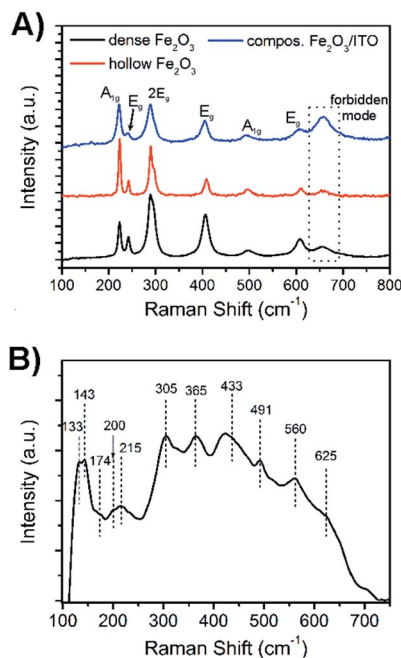 A)
dense Fe₂O₃
compos. Fe₂O₃/ITO
hollow Fe₂O₃
forbidden
mode
A₁g
Eg
2Eg
Eg
A₁g
Eg
Intensity (a.u.)
100 200 300 400 500 600 700 800
Raman Shift (cm⁻¹)
B)
133
143
174
200
215
305
365
433
491
560
625
Intensity (a.u.)
100 200 300 400 500 600 700
Raman Shift (cm⁻¹)